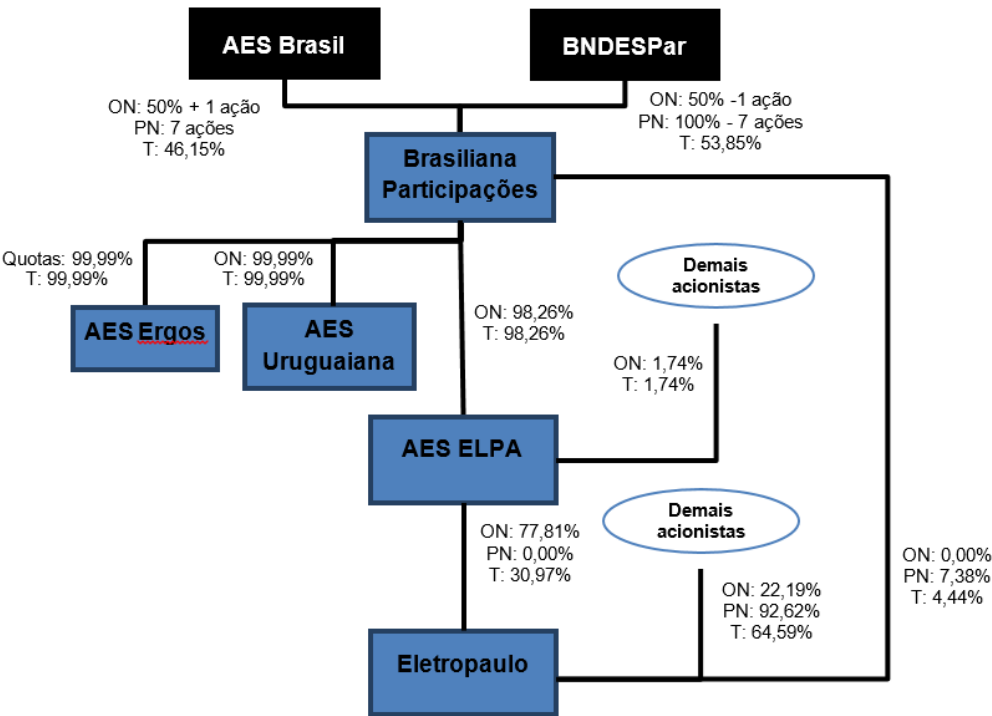 AES Brasil
BNDESPar
ON: 50% + 1 ação
PN: 7 ações
T: 46,15%
ON: 50% -1 ação
PN: 100% - 7 ações
T: 53,85%
Brasiliana
Participações
Quotas: 99,99%
T: 99,99%
ON: 99,99%
T: 99,99%
ON: 98,26%
T: 98,26%
Demais
acionistas
AES Ergos
AES
Uruguaiana
ON: 1,74%
T: 1,74%
AES ELPA
ON: 77,81%
PN: 0,00%
T: 30,97%
Demais
acionistas
ON: 22,19%
PN: 92,62%
T: 64,59%
ON: 0,00%
PN: 7,38%
T: 4,44%
Eletropaulo